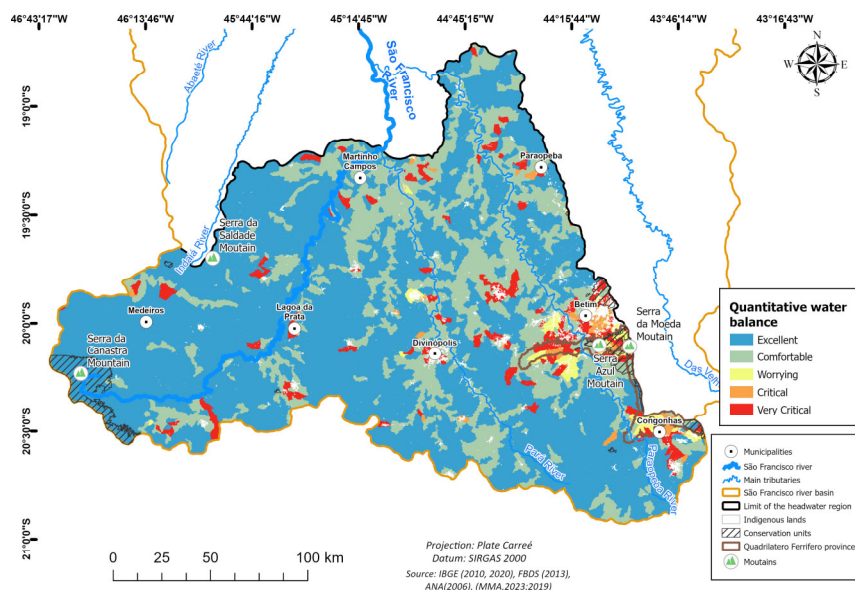 46°43'17"W
46°13'46"W
45°44'16"W
45°14'45"W
44°45'15"W
44°15'44"W
43°46'14"W
43°16'43"W
19°0'0"S
19°30'0"S
20°0'0"S
20°30'0"S
21°0'0"S
N
W
E
S
Abaeté River
São Francisco
River
Martinho
Campos
Paraopeba
Serra da
Saldade
Moutain
Indaiá River
Medeiros
Lagoa da
Prata
Betim
Serra
da Moeda
Moutain
Serra da
Canastra
Mountain
Divinópolis
Serra
Azul
Moutain
Das Velh
Congonhas
Pará River
Paraopeba River
Quantitative water
balance
Excellent
Comfortable
Worrying
Critical
Very Critical
Municipalities
São Francisco river
Main tributaries
São Francisco river basin
Limit of the headwater region
Indigenous lands
Conservation units
Quadrilatero Ferrifero province
Moutains
0 25 50 100 km
Projection: Plate Carreé
Datum: SIRGAS 2000
Source: IBGE (2010, 2020), FBDS (2013),
ANA(2006), (MMA,2023;2019)